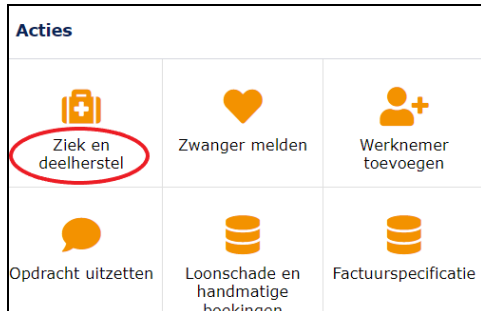 Acties
Ziek en
deelherstel
Zwanger melden
Werknemer
toevoegen
Opdracht uitzetten
Loonschade en
handmatige
boekingen
Factuurspecificatie